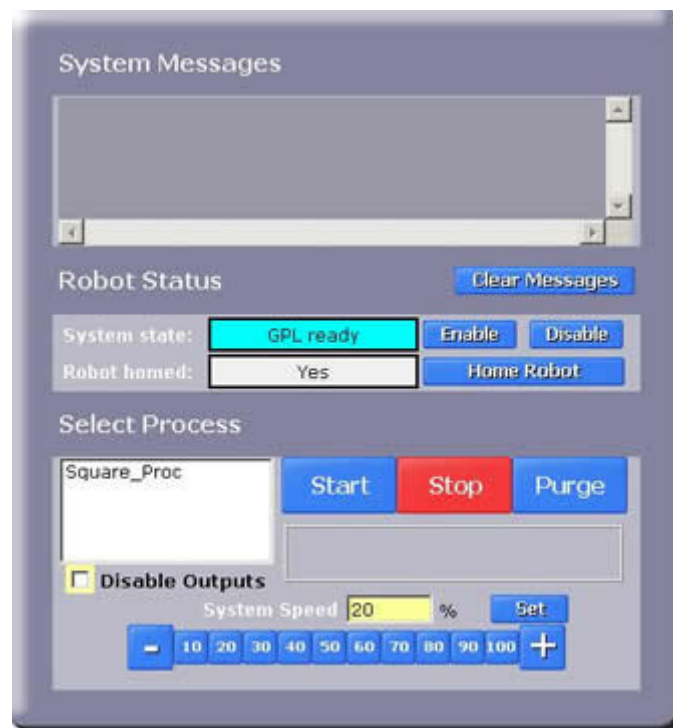 System Messages
Robot Status
Clear Messages
System state:
GPL ready
Enable
Disable
Robot homed:
Yes
Home Robot
Select Process
Square_Proc
Start
Stop
Purge
Disable Outputs
System Speed 20 %
Set
- 10 20 30 40 50 60 70 80 90 100 +